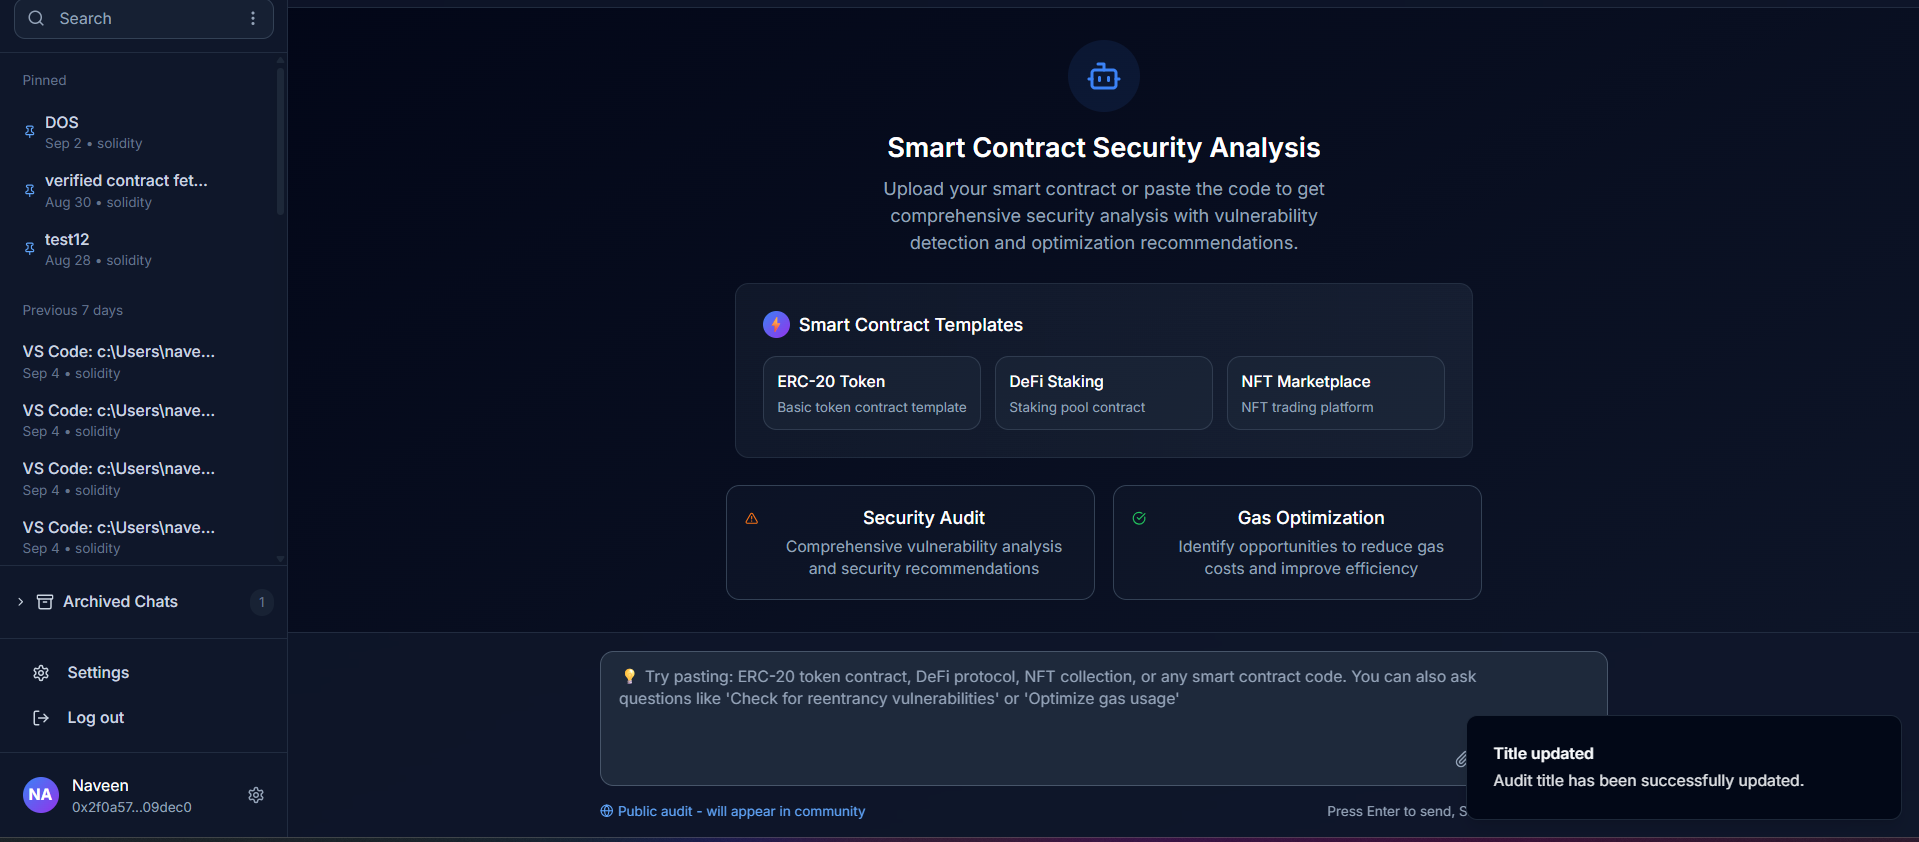 Search
Pinned
DOS
Sep 2 • solidity
verified contract fet...
Aug 30 • solidity
test12
Aug 28 • solidity
Previous 7 days
VS Code: c:\Users\nave...
Sep 4 • solidity
VS Code: c:\Users\nave...
Sep 4 • solidity
VS Code: c:\Users\nave...
Sep 4 • solidity
VS Code: c:\Users\nave...
Sep 4 • solidity
Archived Chats 1
Settings
Log out
NA
Naveen
0x2f0a57...09dec0
Smart Contract Security Analysis
Upload your smart contract or paste the code to get
comprehensive security analysis with vulnerability
detection and optimization recommendations.
Smart Contract Templates
ERC-20 Token
Basic token contract template
DeFi Staking
Staking pool contract
NFT Marketplace
NFT trading platform
Security Audit
Comprehensive vulnerability analysis
and security recommendations
Gas Optimization
Identify opportunities to reduce gas
costs and improve efficiency
Try pasting: ERC-20 token contract, DeFi protocol, NFT collection, or any smart contract code. You can also ask
questions like 'Check for reentrancy vulnerabilities' or 'Optimize gas usage'
Public audit - will appear in community
Press Enter to send, S
Title updated
Audit title has been successfully updated.